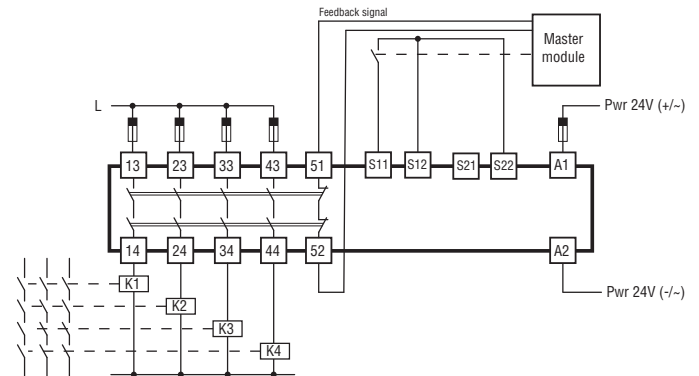 Feedback signal
Master
module
L
Pwr 24V (+/~)
13 23 33 43 51 S11 S12 S21 S22 A1
14 24 34 44 52 A2
K1
Pwr 24V (-/~)
K2
K3
K4